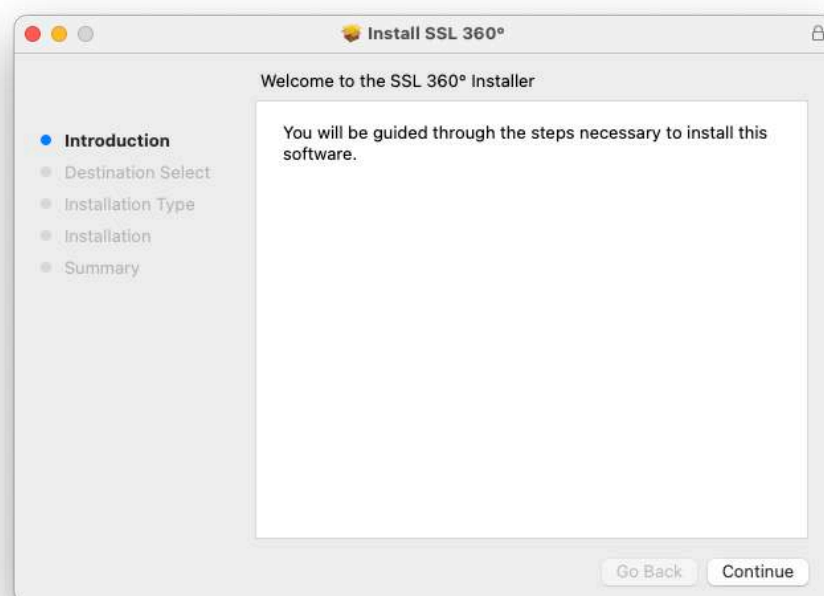 Install SSL 360°
Welcome to the SSL 360° Installer
Introduction
Destination Select
Installation Type
Installation
Summary
You will be guided through the steps necessary to install this
software.
Go Back
Continue